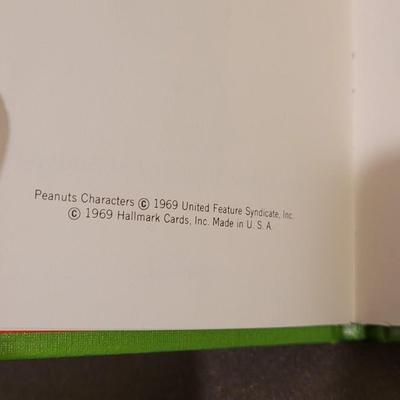 Peanuts Characters © 1969 United Feature Syndicate, Inc.
© 1969 Hallmark Cards, Inc. Made in U. S. A.